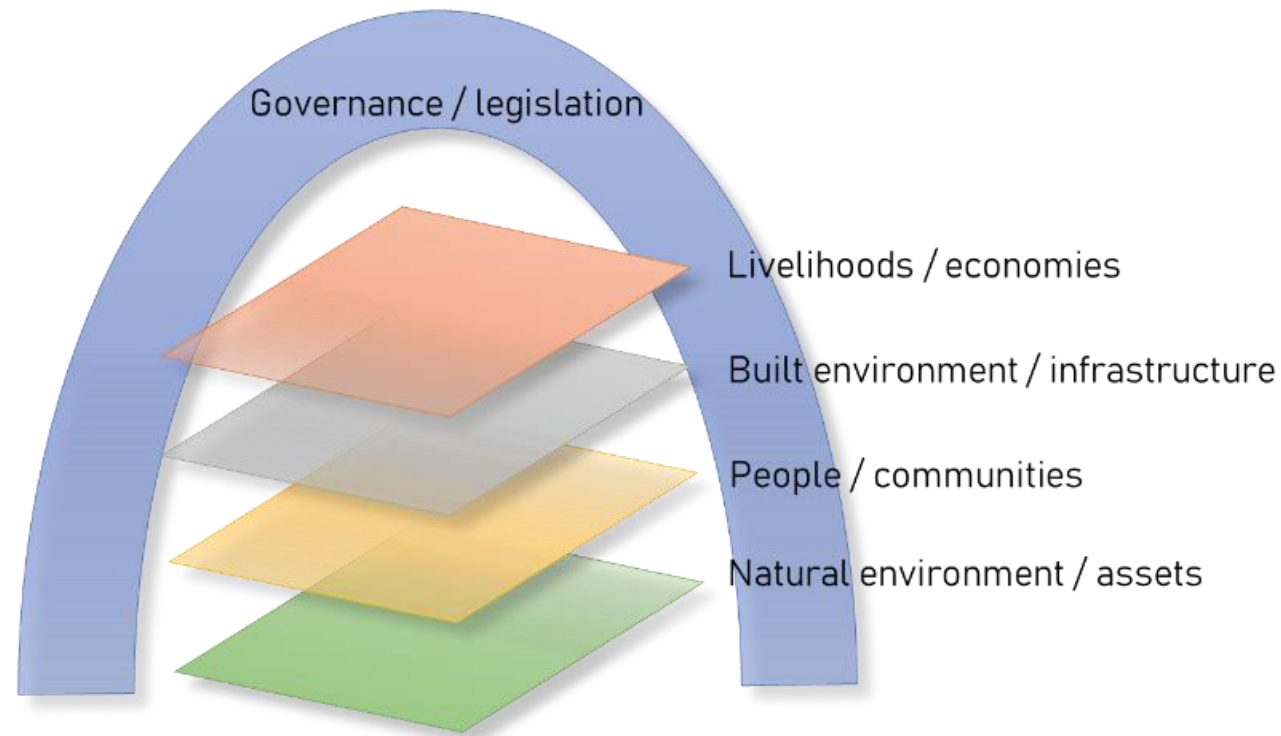 Governance / legislation
Livelihoods / economies
Built environment / infrastructure
People / communities
Natural environment / assets